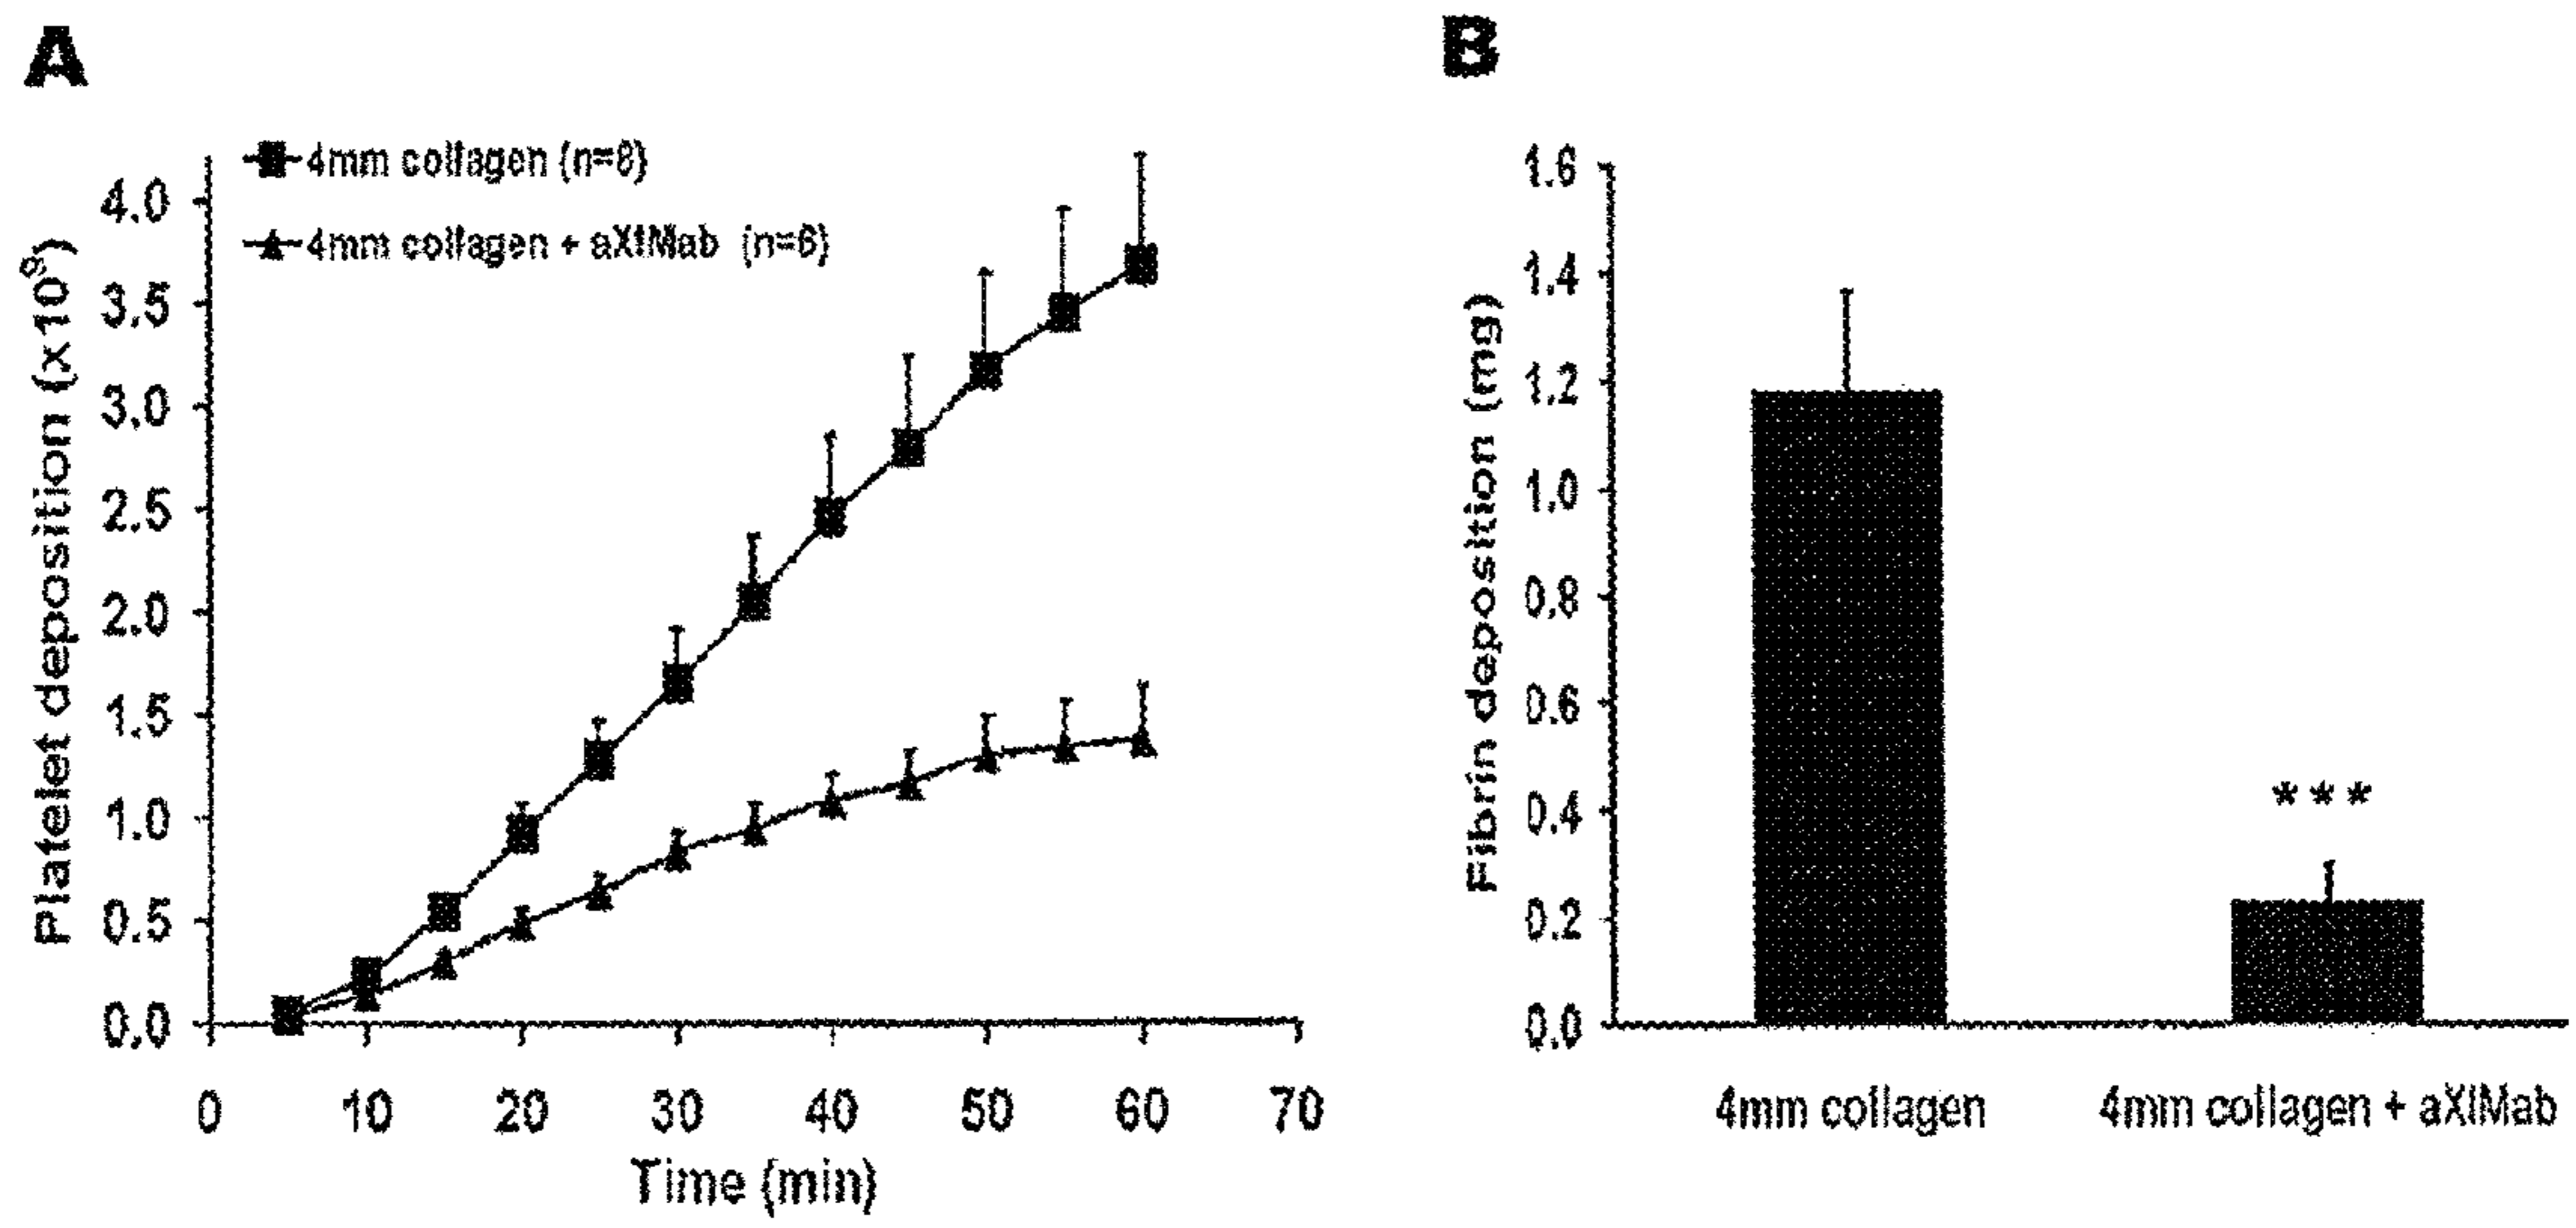 A
4mm collagen (n=8)
4mm collagen + aXIMab (n=6)
Platelet deposition (x10⁹)
4.0
3.5
3.0
2.5
2.0
1.5
1.0
0.5
0.0
0 10 20 30 40 50 60 70
Time (min)
B
Fibrin deposition (mg)
1.6
1.4
1.2
1.0
0.8
0.6
0.4
0.2
0.0
***
4mm collagen 4mm collagen + aXIMab